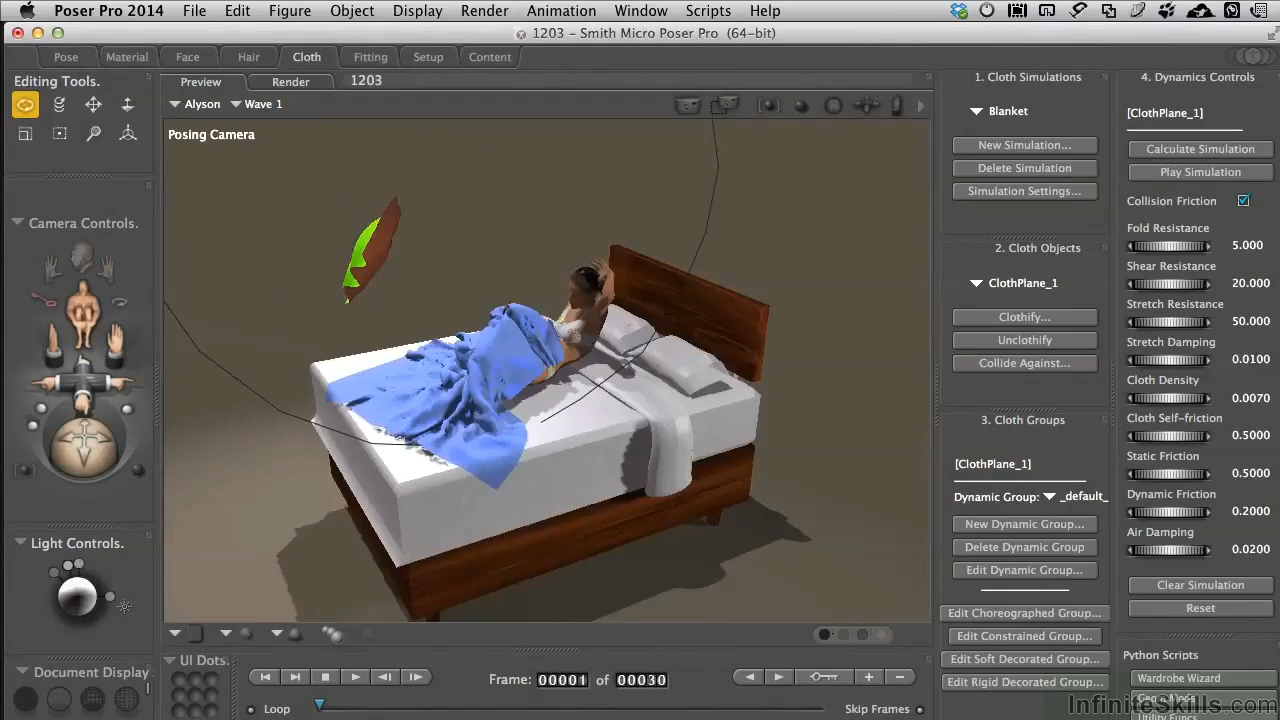 Poser Pro 2014 File Edit Figure Object Display Render Animation Window Scripts Help
1203 - Smith Micro Poser Pro (64-bit)
Pose Material Face Hair Cloth Fitting Setup Content
Editing Tools.
Preview Render 1203
Alyson Wave 1
Posing Camera
Camera Controls.
Light Controls.
Document Display
UI Dots.
Loop
Frame: 00001 of 00030
Skip Frames
1. Cloth Simulations
Blanket
New Simulation...
Delete Simulation
Simulation Settings...
2. Cloth Objects
ClothPlane_1
Clothify...
Unclothify
Collide Against...
3. Cloth Groups
[ClothPlane_1]
Dynamic Group: _default_
New Dynamic Group...
Delete Dynamic Group
Edit Dynamic Group...
Edit Choreographed Group...
Edit Constrained Group...
Edit Soft Decorated Group...
Edit Rigid Decorated Group...
4. Dynamics Controls
[ClothPlane_1]
Calculate Simulation
Play Simulation
Collision Friction
Fold Resistance
5.000
Shear Resistance
20.000
Stretch Resistance
50.000
Stretch Damping
0.0100
Cloth Density
0.0070
Cloth Self-friction
0.5000
Static Friction
0.5000
Dynamic Friction
0.2000
Air Damping
0.0200
Clear Simulation
Reset
Python Scripts
Wardrobe Wizard
Geom Mods
Utility Funcs
InfiniteSkills.com